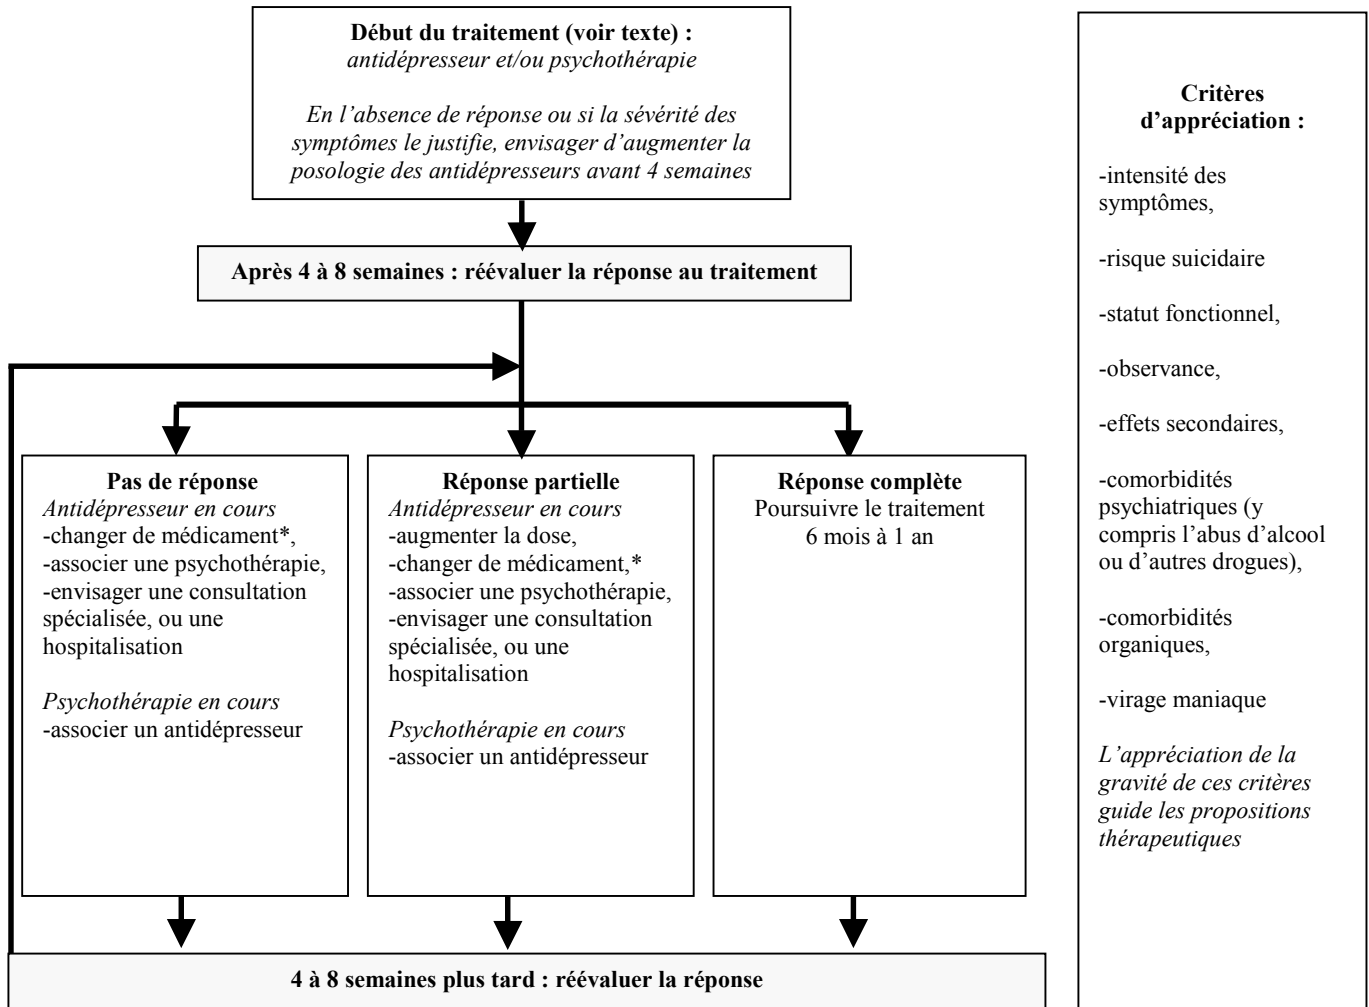 Début du traitement (voir texte) :
antidépresseur et/ou psychothérapie
En l’absence de réponse ou si la sévérité des
symptômes le justifie, envisager d’augmenter la
posologie des antidépresseurs avant 4 semaines
Après 4 à 8 semaines : réévaluer la réponse au traitement
Pas de réponse
Antidépresseur en cours
-changer de médicament*,
-associer une psychothérapie,
-envisager une consultation
spécialisée, ou une
hospitalisation
Psychothérapie en cours
-associer un antidépresseur
Réponse partielle
Antidépresseur en cours
-augmenter la dose,
-changer de médicament,*
-associer une psychothérapie,
-envisager une consultation
spécialisée, ou une
hospitalisation
Psychothérapie en cours
-associer un antidépresseur
Réponse complète
Poursuivre le traitement
6 mois à 1 an
4 à 8 semaines plus tard : réévaluer la réponse
Critères
d’appréciation :
-intensité des
symptômes,
-risque suicidaire
-statut fonctionnel,
-observance,
-effets secondaires,
-comorbidités
psychiatriques (y
compris l’abus d’alcool
ou d’autres drogues),
-comorbidités
organiques,
-virage maniaque
L’appréciation de la
gravité de ces critères
guide les propositions
thérapeutiques